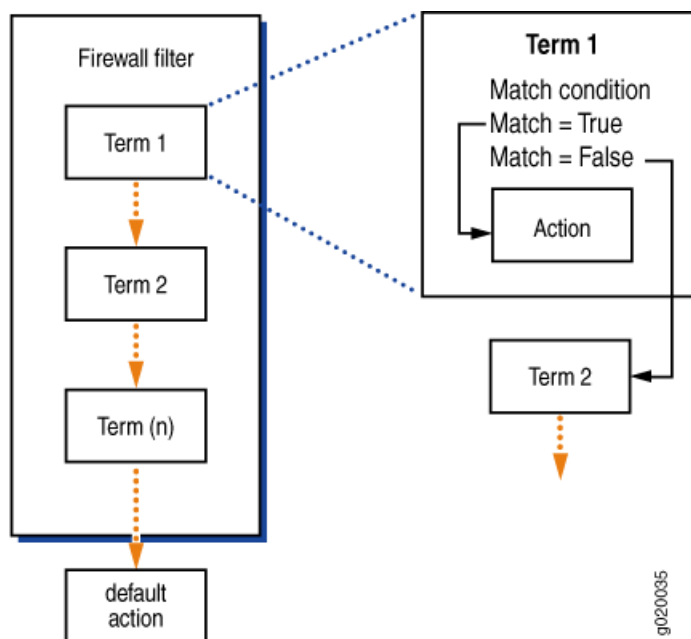 Firewall filter
Term 1
Term 2
Term (n)
default
action
Term 1
Match condition
Match = True
Match = False
Action
Term 2
g020035